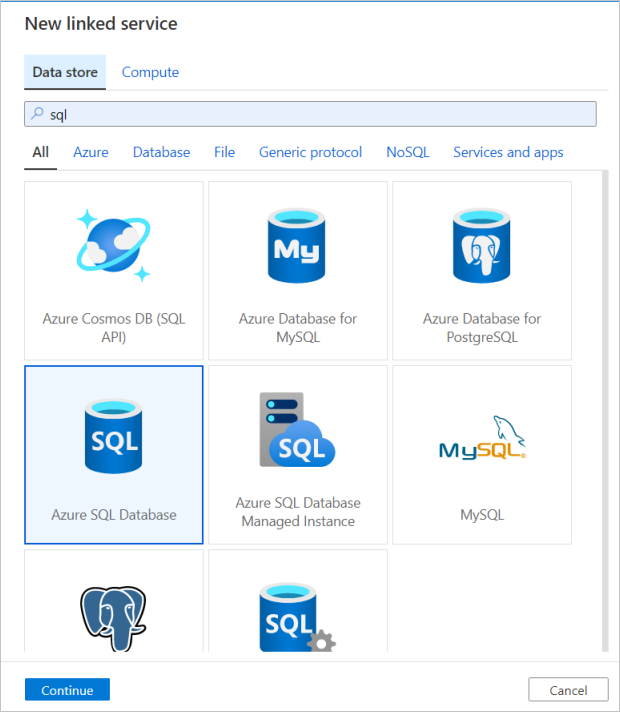 New linked service
Data store
Compute
sql
All
Azure
Database
File
Generic protocol
NoSQL
Services and apps
My
Azure Cosmos DB (SQL
API)
Azure Database for
MySQL
Azure Database for
PostgreSQL
SQL
SQL
MySQL®
Azure SQL Database
Azure SQL Database
Managed Instance
MySQL
SQL
Continue
Cancel